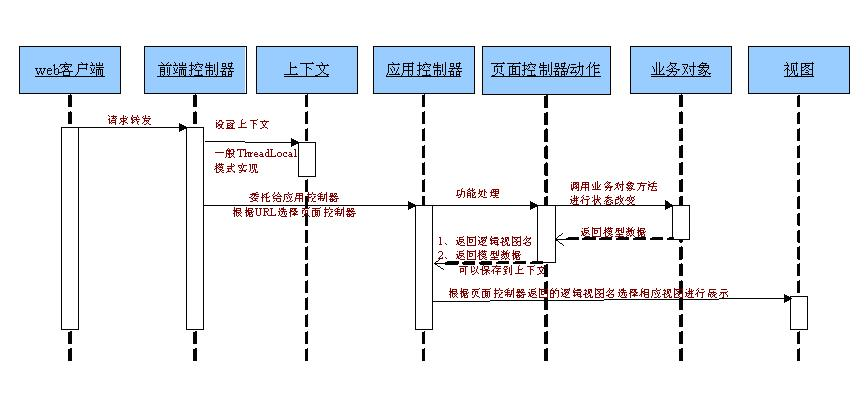 web客户端
前端控制器
上下文
应用控制器
页面控制器/动作
业务对象
视图
请求转发
设置上下文
一般ThreadLocal
模式实现
委托给应用控制器
根据URL选择页面控制器
功能处理
调用业务对象方法
进行状态改变
返回模型数据
1、返回逻辑视图名
2、返回模型数据
可以保存到上下文
根据页面控制器返回的逻辑视图名选择相应视图进行展示